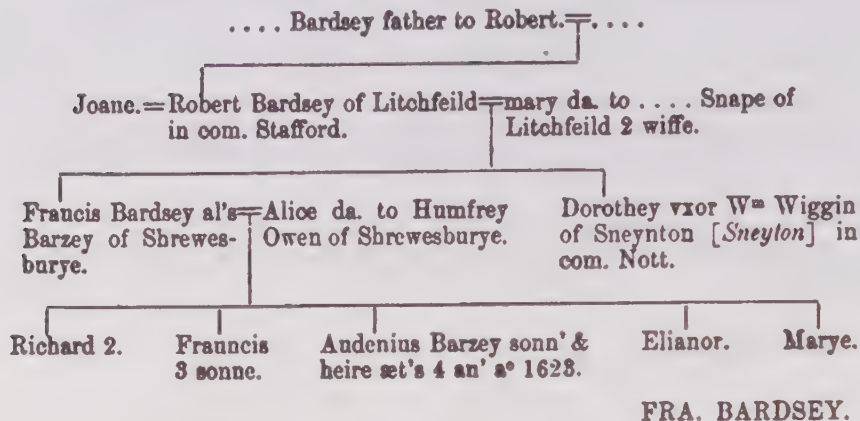 . . . . Bardsey father to Robert.=. . . .
Joane.=Robert Bardsey of Litchfeild=mary da. to . . . . Snape of
in com. Stafford.
Litchfeild 2 wiffe.
Francis Bardsey al's=Alice da. to Humfrey
Barzey of Shrewes-
burye.
Owen of Shrewesburye.
Dorothey vxor Wm Wiggin
of Sneynton [Sneyton] in
com. Nott.
Richard 2.
Frauncis
3 sonne.
Audenius Barzey sonn' &
heire æt's 4 an' a° 1623.
Elianor.
Marye.
FRA. BARDSEY.